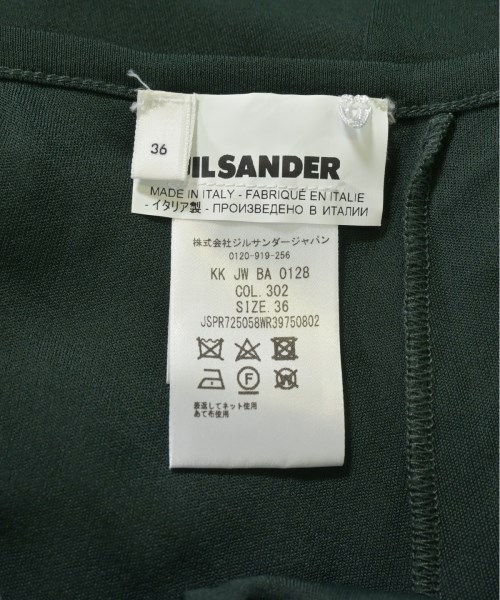 36
JIL SANDER
MADE IN ITALY - FABRIQUÉ EN ITALIE
- イタリア製 - ПРОИЗВЕДЕНО В ИТАЛИИ
株式会社ジルサンダージャパン
0120-919-256
KK JW BA 0128
COL. 302
SIZE. 36
JSPR725058WR39750802
F
W
裏返してネット使用
あて布使用